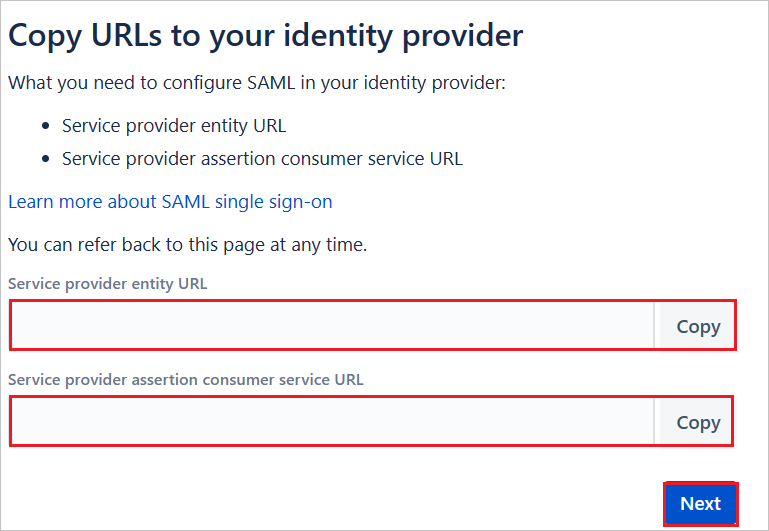 Copy URLs to your identity provider
What you need to configure SAML in your identity provider:
Service provider entity URL
Service provider assertion consumer service URL
Learn more about SAML single sign-on
You can refer back to this page at any time.
Service provider entity URL
Copy
Service provider assertion consumer service URL
Copy
Next